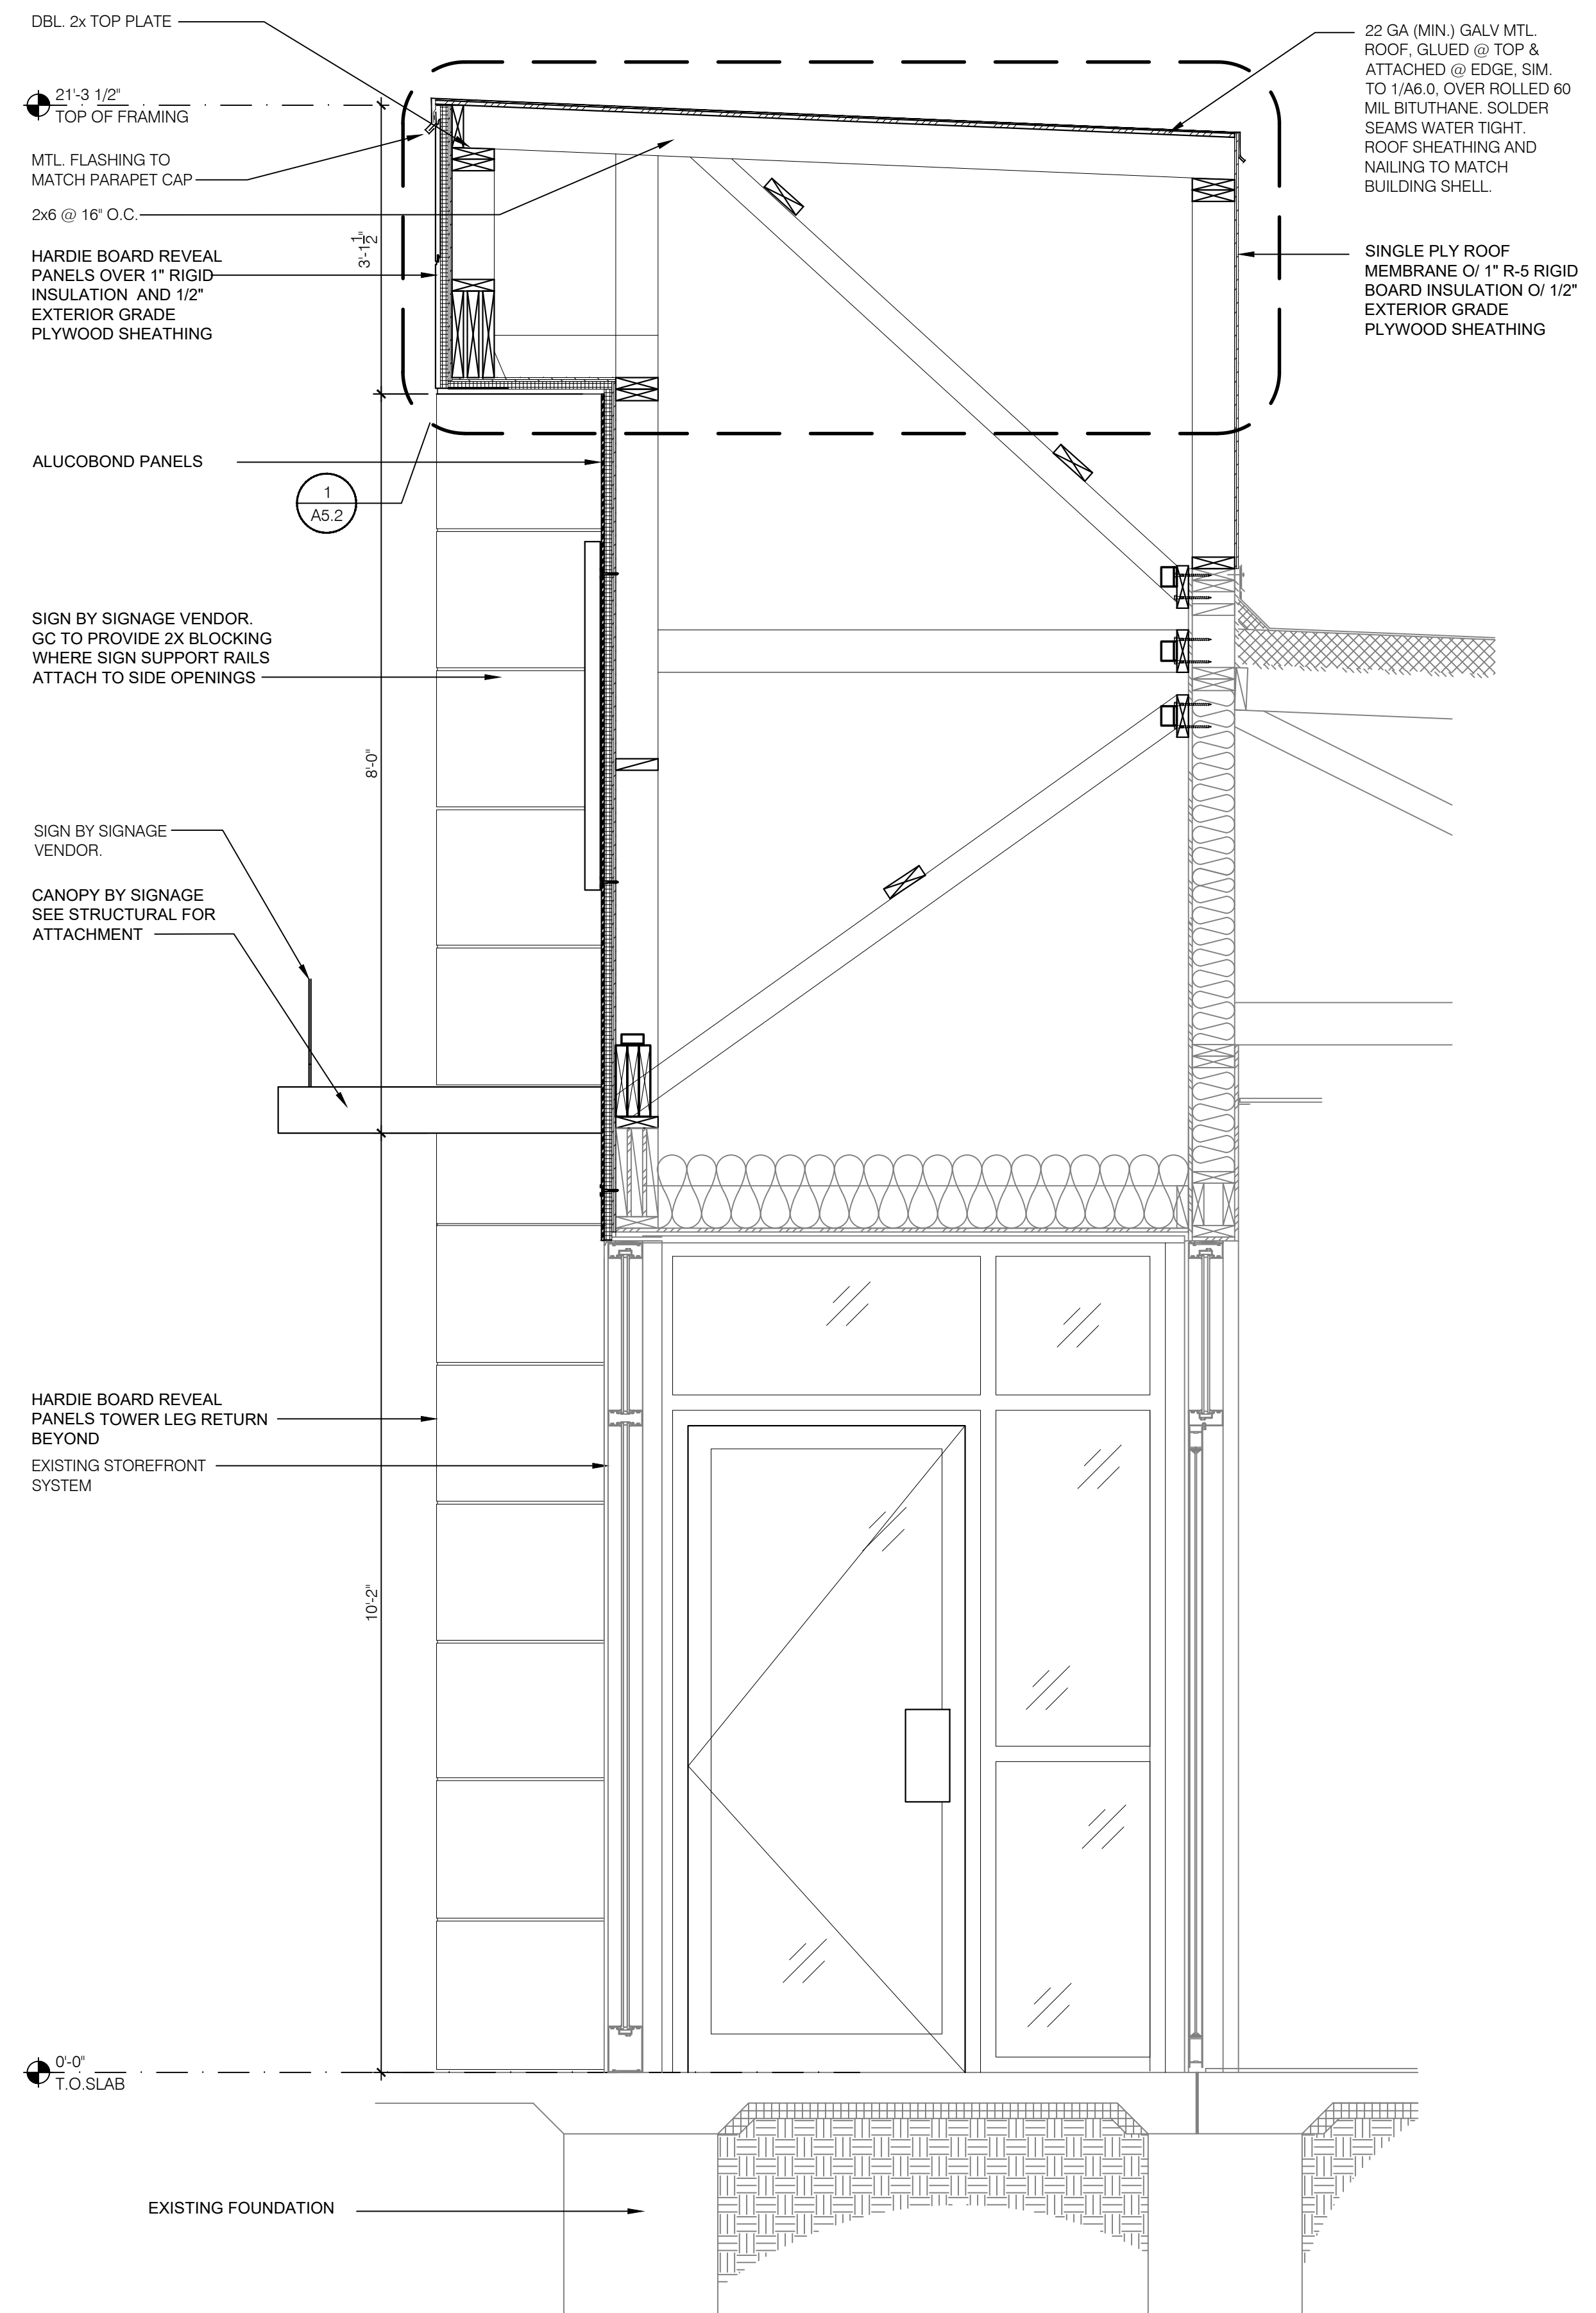 DBL. 2x TOP PLATE
21'-3 1/2"
TOP OF FRAMING
MTL. FLASHING TO
MATCH PARAPET CAP
2x6 @ 16" O.C.
HARDIE BOARD REVEAL
PANELS OVER 1" RIGID
INSULATION AND 1/2"
EXTERIOR GRADE
PLYWOOD SHEATHING
3'-1 1/2"
22 GA (MIN.) GALV MTL.
ROOF, GLUED @ TOP &
ATTACHED @ EDGE, SIM.
TO 1/A6.0, OVER ROLLED 60
MIL BITUTHANE. SOLDER
SEAMS WATER TIGHT.
ROOF SHEATHING AND
NAILING TO MATCH
BUILDING SHELL.
SINGLE PLY ROOF
MEMBRANE O/ 1" R-5 RIGID
BOARD INSULATION O/ 1/2"
EXTERIOR GRADE
PLYWOOD SHEATHING
ALUCOBOND PANELS
1
A5.2
SIGN BY SIGNAGE VENDOR.
GC TO PROVIDE 2X BLOCKING
WHERE SIGN SUPPORT RAILS
ATTACH TO SIDE OPENINGS
8'-0"
SIGN BY SIGNAGE
VENDOR.
CANOPY BY SIGNAGE
SEE STRUCTURAL FOR
ATTACHMENT
HARDIE BOARD REVEAL
PANELS TOWER LEG RETURN
BEYOND
EXISTING STOREFRONT
SYSTEM
10'-2"
0'-0"
T.O.SLAB
EXISTING FOUNDATION